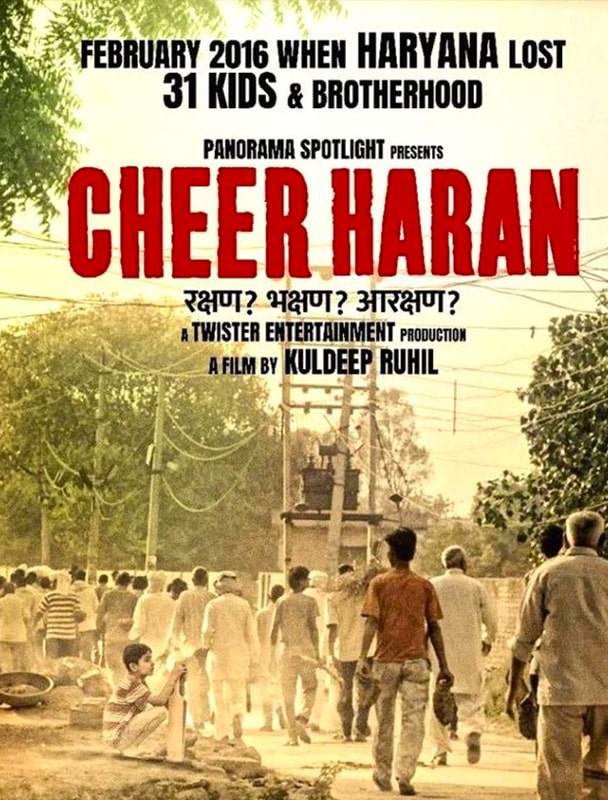 FEBRUARY 2016 WHEN HARYANA LOST
31 KIDS & BROTHERHOOD
PANORAMA SPOTLIGHT PRESENTS
CHEER HARAN
रक्षण? भक्षण? आरक्षण?
A TWISTER ENTERTAINMENT PRODUCTION
A FILM BY KULDEEP RUHIL